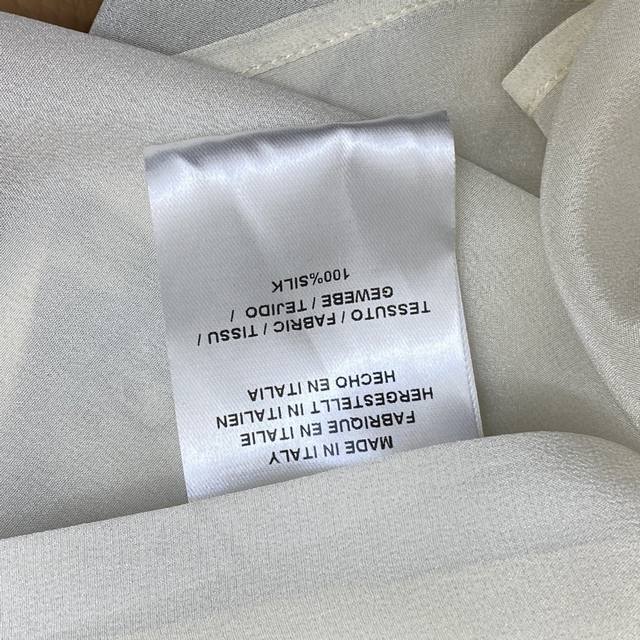 MADE IN ITALY
FABRIQUE EN ITALIE
HERGESTELLT IN ITALIEN
HECHO EN ITALIA
TESSUTO / FABRIC / TISSU /
GEWEBE / TEJIDO /
100%SILK